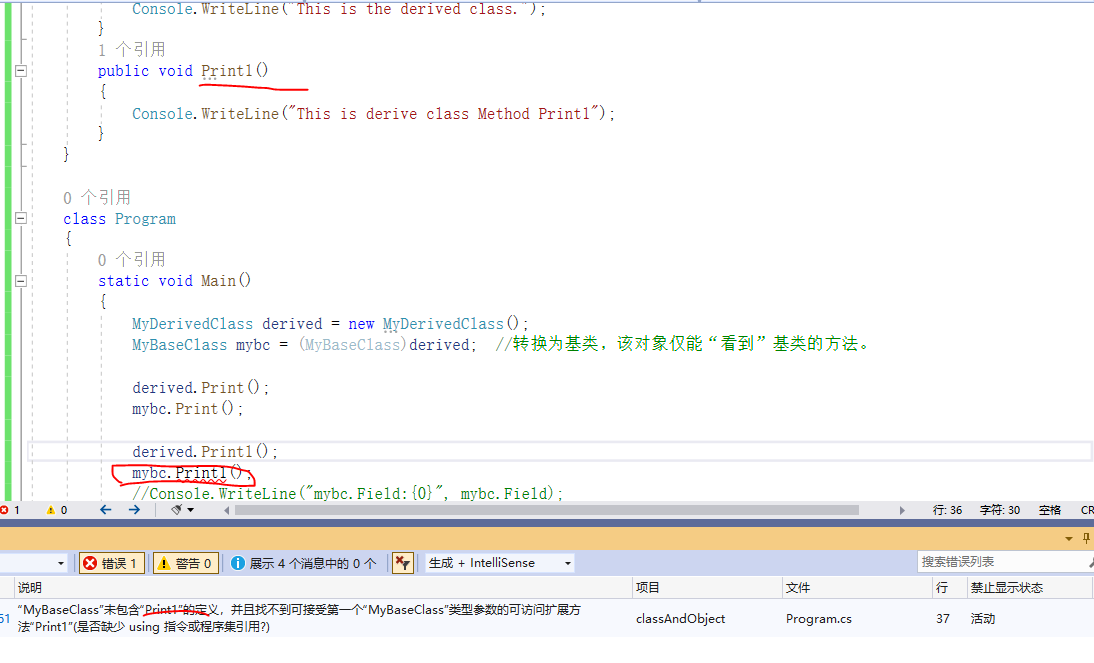 Console.WriteLine("This is the derived class.");
}
1 个引用
public void Print1()
{
Console.WriteLine("This is derive class Method Print1");
}
}
0 个引用
class Program
{
0 个引用
static void Main()
{
MyDerivedClass derived = new MyDerivedClass();
MyBaseClass mybc = (MyBaseClass)derived; //转换为基类，该对象仅能“看到”基类的方法。
derived.Print();
mybc.Print();
derived.Print1();
mybc.Print1();
//Console.WriteLine("mybc.Field:{0}", mybc.Field);
1 0 行: 36 字符: 30 空格 CR
错误 1 警告 0 展示 4 个消息中的 0 个 生成 + IntelliSense 搜索错误列表
说明 项目 文件 行 禁止显示状态
61 “MyBaseClass”未包含“Print1”的定义，并且找不到可接受第一个“MyBaseClass”类型参数的可访问扩展方 classAndObject Program.cs 37 活动
法“Print1”(是否缺少 using 指令或程序集引用?)